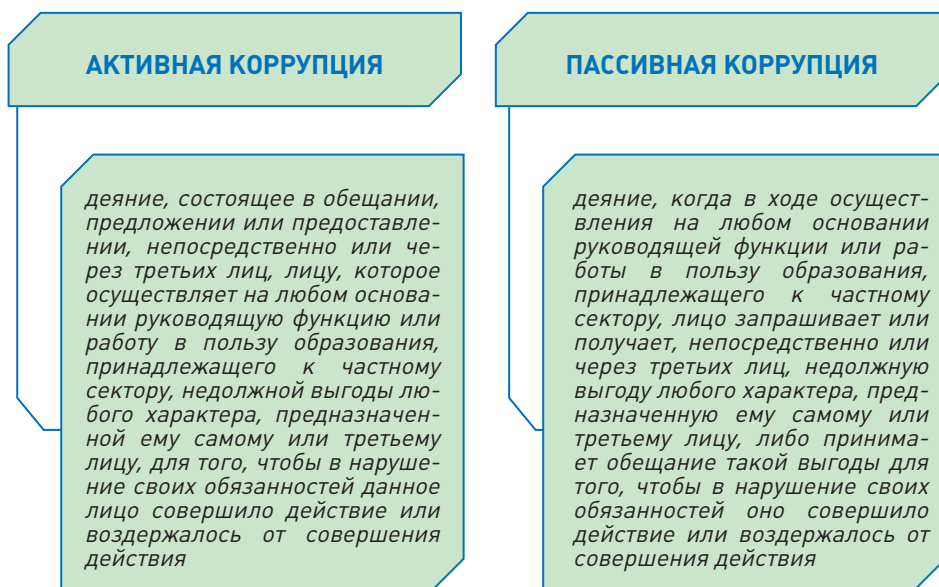 АКТИВНАЯ КОРРУПЦИЯ
деяние, состоящее в обещании,
предложении или предоставле-
нии, непосредственно или че-
рез третьих лиц, лицу, которое
осуществляет на любом основа-
нии руководящую функцию или
работу в пользу образования,
принадлежащего к частному
сектору, недолжной выгоды лю-
бого характера, предназначен-
ной ему самому или третьему
лицу, для того, чтобы в наруше-
ние своих обязанностей данное
лицо совершило действие или
воздержалось от совершения
действия
ПАССИВНАЯ КОРРУПЦИЯ
деяние, когда в ходе осущест-
вления на любом основании
руководящей функции или ра-
боты в пользу образования,
принадлежащего к частному
сектору, лицо запрашивает или
получает, непосредственно или
через третьих лиц, недолжную
выгоду любого характера, пред-
назначенную ему самому или
третьему лицу, либо принима-
ет обещание такой выгоды для
того, чтобы в нарушение своих
обязанностей оно совершило
действие или воздержалось от
совершения действия